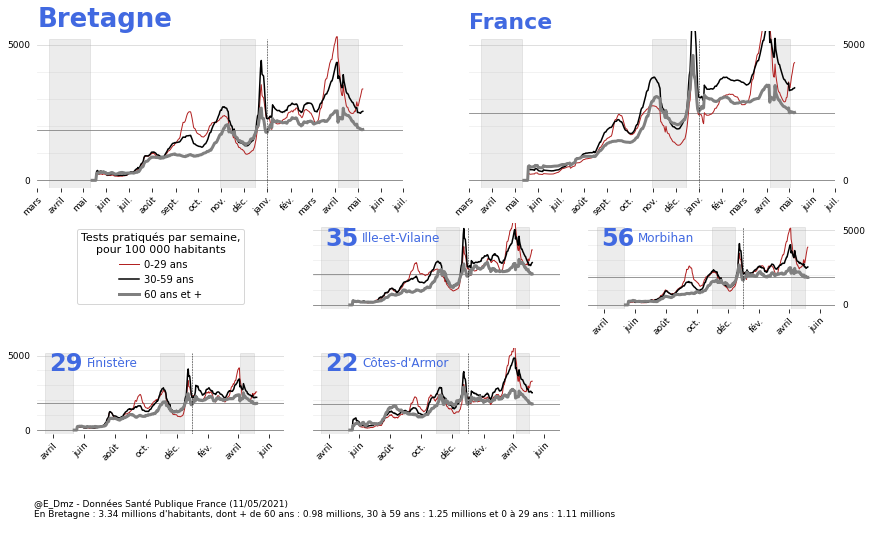 Bretagne
France
5000
0
mars avril mai juin juil. août sept. oct. nov. déc. janv. fév. mars avril mai juin juil.
mars avril mai juin juil. août sept. oct. nov. déc. janv. fév. mars avril mai juin juil.
5000
0
Tests pratiqués par semaine,
pour 100 000 habitants
0-29 ans
30-59 ans
60 ans et +
35 Ille-et-Vilaine
56 Morbihan
5000
0
avril juin août oct. déc. fév. avril juin
29 Finistère
22 Côtes-d'Armor
5000
0
avril juin août oct. déc. fév. avril juin
avril juin août oct. déc. fév. avril juin
@E_Dmz - Données Santé Publique France (11/05/2021)
En Bretagne : 3.34 millions d'habitants, dont + de 60 ans : 0.98 millions, 30 à 59 ans : 1.25 millions et 0 à 29 ans : 1.11 millions